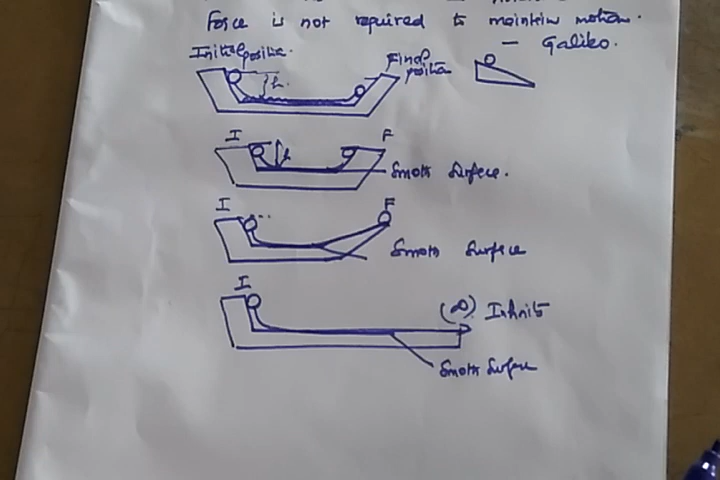 Force is not required to maintain motion.
— Galileo.
Initial position.
Final
position
h.
I
F
h
Smooth Surface.
I
F
Smooth Surface
I
(∞) Infinite
Smooth Surface